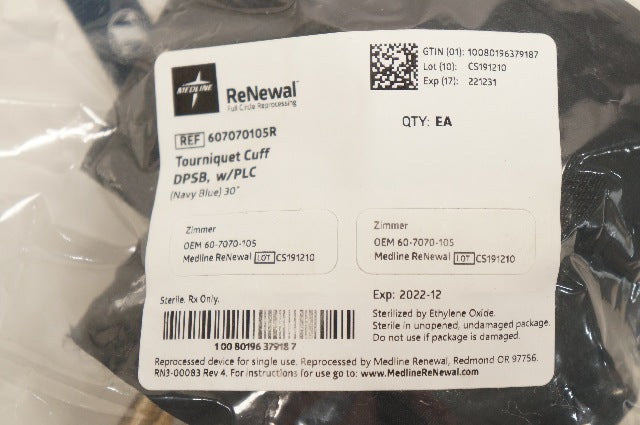 MEDLINE
ReNewal™
Full Circle Reprocessing
GTIN (01): 10080196379187
Lot (10): CS191210
Exp (17): 221231
QTY: EA
REF 607070105R
Tourniquet Cuff
DPSB, w/PLC
(Navy Blue) 30"
Zimmer
OEM 60-7070-105
Medline ReNewal LOT CS191210
Zimmer
OEM 60-7070-105
Medline ReNewal LOT CS191210
Sterile. Rx Only.
1 00 80196 37918 7
Exp: 2022-12
Sterilized by Ethylene Oxide.
Sterile in unopened, undamaged package.
Do not use if package is damaged.
Reprocessed device for single use. Reprocessed by Medline Renewal, Redmond OR 97756.
RN3-00083 Rev 4. For instructions for use go to: www.MedlineReNewal.com